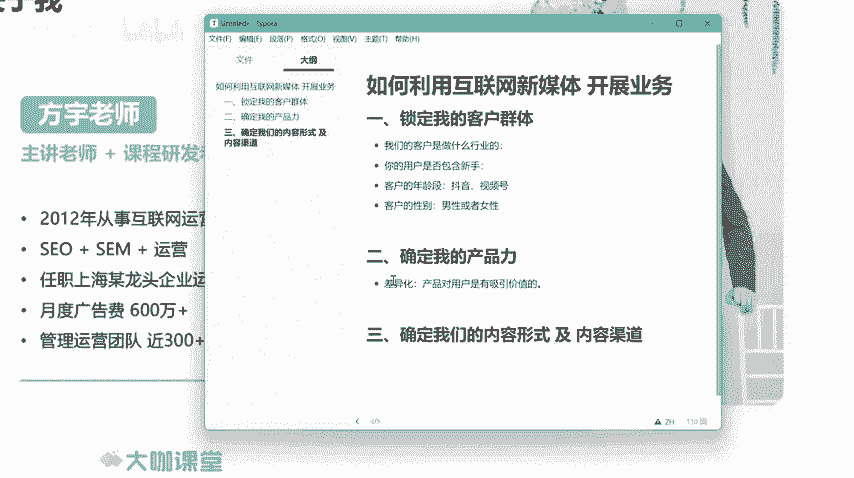 于我
方宇老师
主讲老师 + 课程研发
• 2012年从事互联网运营
• SEO + SEM + 运营
• 任职上海某龙头企业运
• 月度广告费 600万+
• 管理运营团队 近300+
大咖课堂
Untitled• - Typora
文件(F) 编辑(E) 段落(P) 格式(O) 视图(V) 主题(T) 帮助(H)
文件 大纲
如何利用互联网新媒体 开展业务
一、锁定我的客户群体
二、确定我的产品力
三、确定我们的内容形式 及
内容渠道
如何利用互联网新媒体 开展业务
一、锁定我的客户群体
• 我们的客户是做什么行业的：
• 你的用户是否包含新手：
• 客户的年龄段：抖音、视频号
• 客户的性别：男性或者女性
二、确定我的产品力
• 差异化：产品对用户是有吸引价值的。
三、确定我们的内容形式 及 内容渠道
ZH 110 词